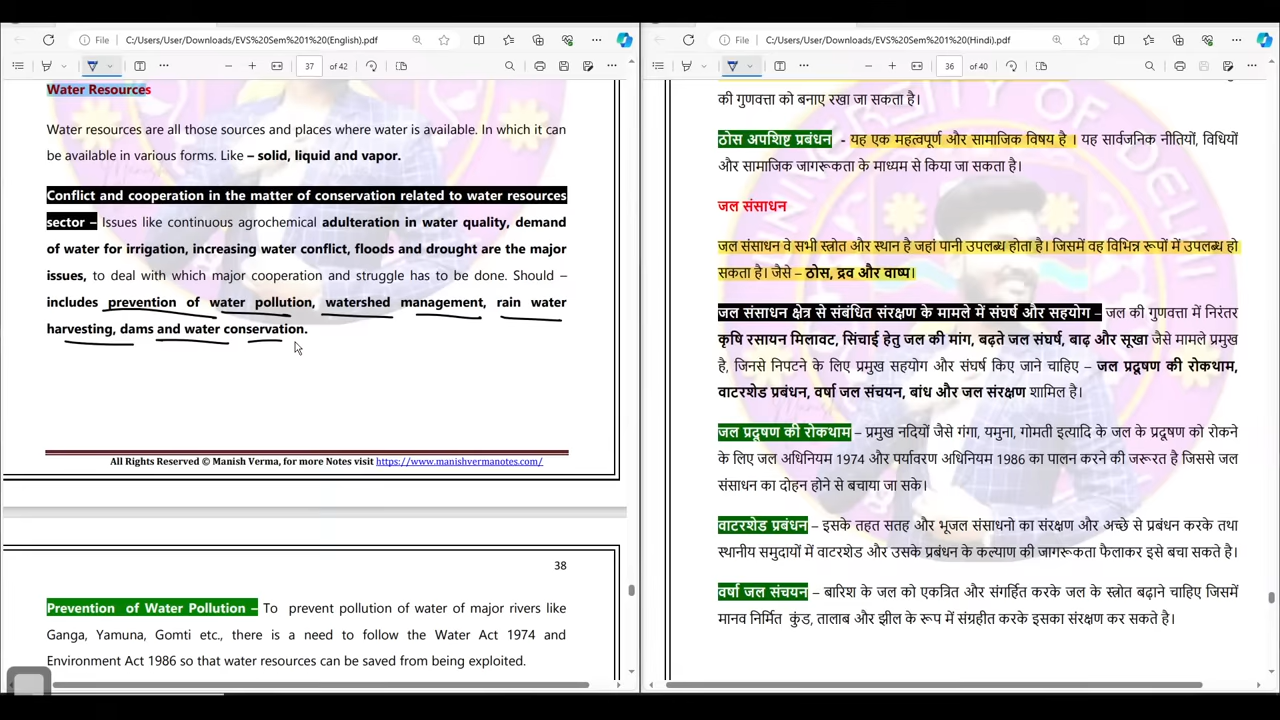 File C:/Users/User/Downloads/EVS%20Sem%201%20(English).pdf
37 of 42
Water Resources
Water resources are all those sources and places where water is available. In which it can
be available in various forms. Like – solid, liquid and vapor.
Conflict and cooperation in the matter of conservation related to water resources
sector – Issues like continuous agrochemical adulteration in water quality, demand
of water for irrigation, increasing water conflict, floods and drought are the major
issues, to deal with which major cooperation and struggle has to be done. Should –
includes prevention of water pollution, watershed management, rain water
harvesting, dams and water conservation.
All Rights Reserved © Manish Verma, for more Notes visit https://www.manishvermanotes.com/
38
Prevention of Water Pollution – To prevent pollution of water of major rivers like
Ganga, Yamuna, Gomti etc., there is a need to follow the Water Act 1974 and
Environment Act 1986 so that water resources can be saved from being exploited.
File C:/Users/User/Downloads/EVS%20Sem%201%20(Hindi).pdf
36 of 40
की गुणवत्ता को बनाए रखा जा सकता है।
ठोस अपशिष्ट प्रबंधन - यह एक महत्वपूर्ण और सामाजिक विषय है । यह सार्वजनिक नीतियों, विधियों
और सामाजिक जागरूकता के माध्यम से किया जा सकता है।
जल संसाधन
जल संसाधन वे सभी स्त्रोत और स्थान है जहां पानी उपलब्ध होता है। जिसमें वह विभिन्न रूपों में उपलब्ध हो
सकता है। जैसे – ठोस, द्रव और वाष्प।
जल संसाधन क्षेत्र से संबंधित संरक्षण के मामले में संघर्ष और सहयोग – जल की गुणवत्ता में निरंतर
कृषि रसायन मिलावट, सिंचाई हेतु जल की मांग, बढ़ते जल संघर्ष, बाढ़ और सूखा जैसे मामले प्रमुख
है, जिनसे निपटने के लिए प्रमुख सहयोग और संघर्ष किए जाने चाहिए – जल प्रदूषण की रोकथाम,
वाटरशेड प्रबंधन, वर्षा जल संचयन, बांध और जल संरक्षण शामिल है।
जल प्रदूषण की रोकथाम – प्रमुख नदियों जैसे गंगा, यमुना, गोमती इत्यादि के जल के प्रदूषण को रोकने
के लिए जल अधिनियम 1974 और पर्यावरण अधिनियम 1986 का पालन करने की जरूरत है जिससे जल
संसाधन का दोहन होने से बचाया जा सके।
वाटरशेड प्रबंधन – इसके तहत सतह और भूजल संसाधनो का संरक्षण और अच्छे से प्रबंधन करके तथा
स्थानीय समुदायों में वाटरशेड और उसके प्रबंधन के कल्याण की जागरूकता फैलाकर इसे बचा सकते है।
वर्षा जल संचयन – बारिश के जल को एकत्रित और संगर्हित करके जल के स्त्रोत बढ़ाने चाहिए जिसमें
मानव निर्मित कुंड, तालाब और झील के रूप में संग्रहीत करके इसका संरक्षण कर सकते है।